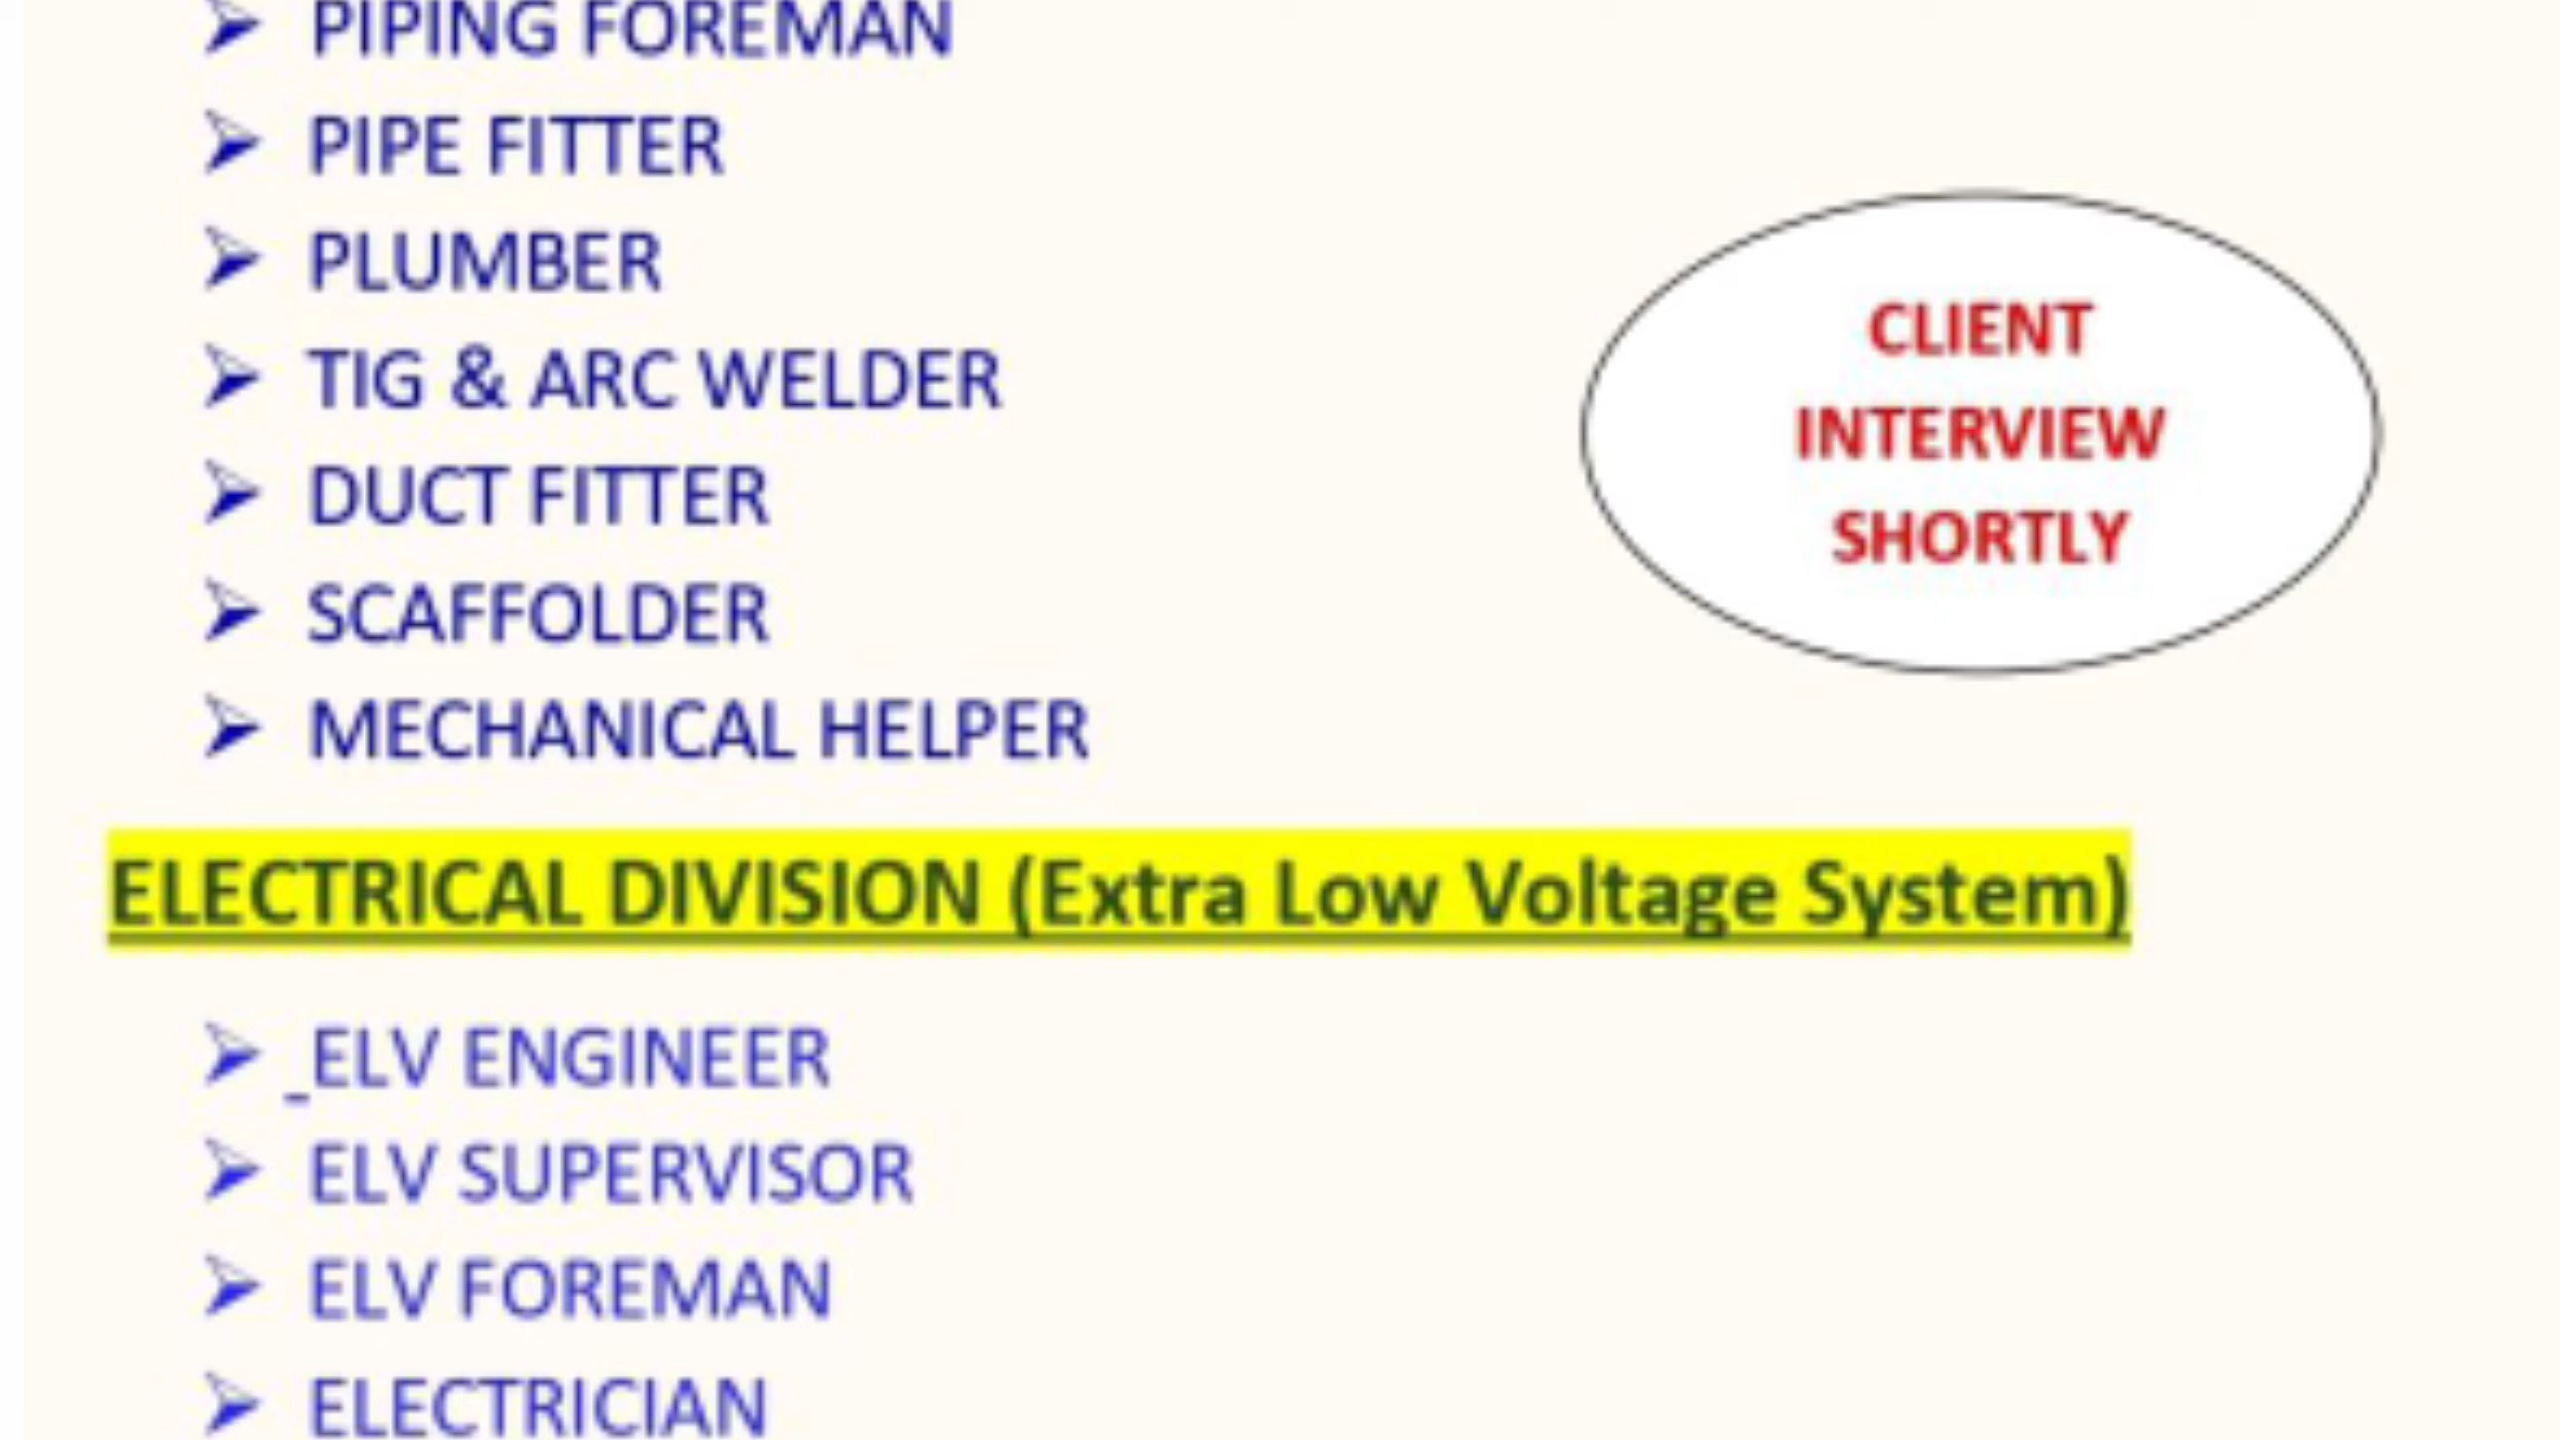 PIPING FOREMAN
PIPE FITTER
PLUMBER
TIG & ARC WELDER
DUCT FITTER
SCAFFOLDER
MECHANICAL HELPER
CLIENT
INTERVIEW
SHORTLY
ELECTRICAL DIVISION (Extra Low Voltage System)
ELV ENGINEER
ELV SUPERVISOR
ELV FOREMAN
ELECTRICIAN